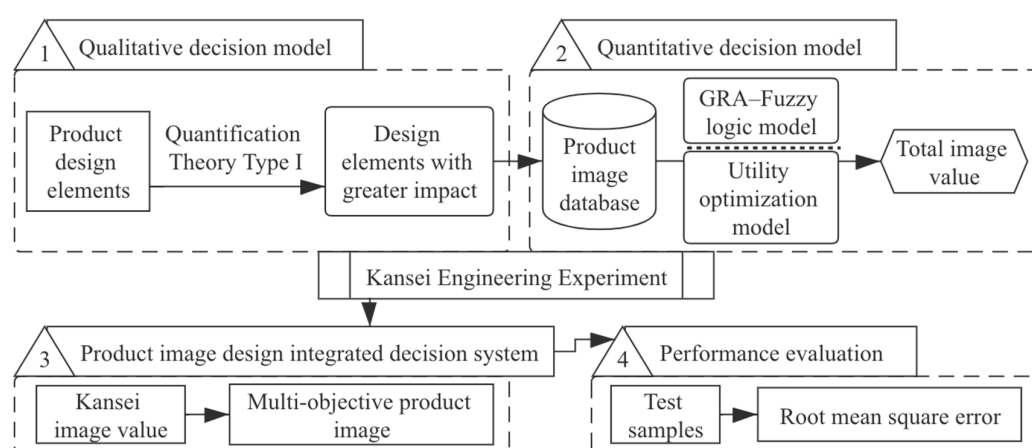 1
Qualitative decision model
2
Quantitative decision model
Product
design
elements
Quantification
Theory Type I
Design
elements with
greater impact
Product
image
database
GRA–Fuzzy
logic model
Utility
optimization
model
Total image
value
Kansei Engineering Experiment
3
Product image design integrated decision system
4
Performance evaluation
Kansei
image value
Multi-objective product
image
Test
samples
Root mean square error